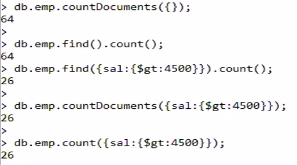 > db.emp.countDocuments({});
64
>
> db.emp.find().count();
64
> db.emp.find({sal:{$gt:4500}}).count();
26
>
> db.emp.countDocuments({sal:{$gt:4500}});
26
>
> db.emp.count({sal:{$gt:4500}});
26